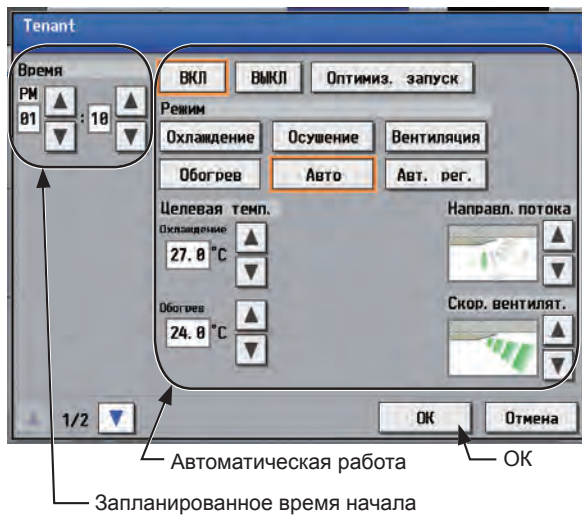 Tenant
Время
PM
01 : 10
ВКЛ ВЫКЛ Оптимиз. запуск
Режим
Охлаждение Осушение Вентиляция
Обогрев Авто Авт. рег.
Целевая темп. Направл. потока
Охлаждение
27.0 °C
Скор. вентилят.
Обогрев
24.0 °C
1/2 OK Отмена
Автоматическая работа ОК
Запланированное время начала